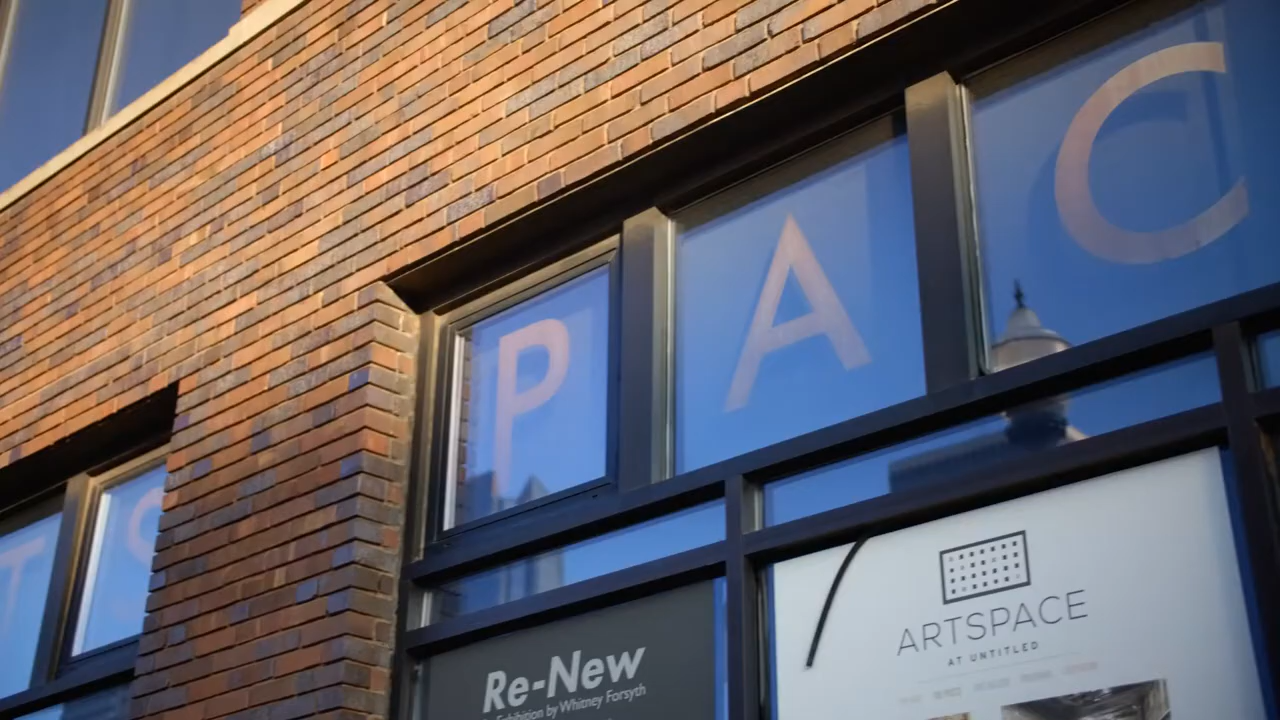 T S
P A C
Re-New
Exhibition by Whitney Forsyth
ARTSPACE
AT UNTITLED